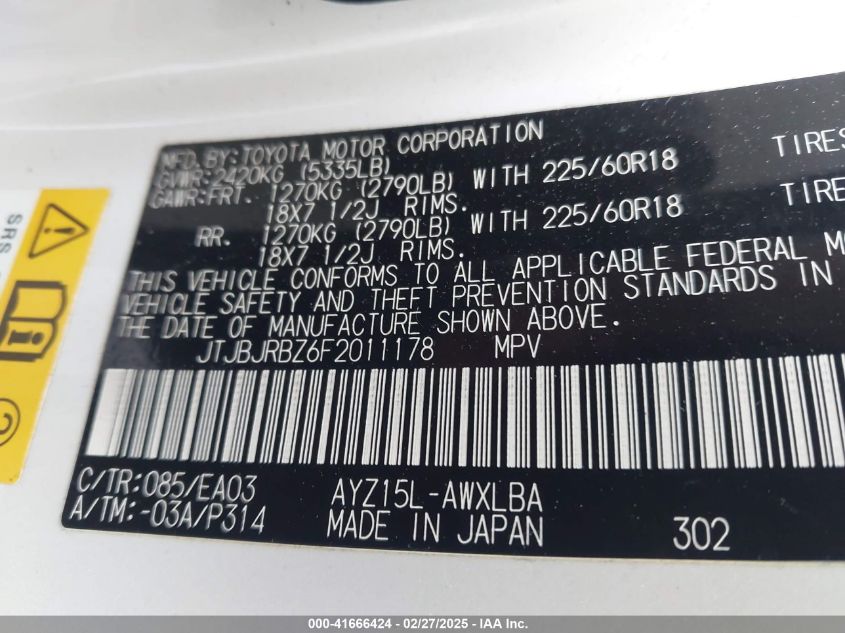 MFD.BY:TOYOTA MOTOR CORPORATION
GVWR:2420KG (5335LB)
GAWR:FRT. 1270KG (2790LB) WITH 225/60R18 TIRES
18X7 1/2J RIMS.
RR. 1270KG (2790LB) WITH 225/60R18 TIRE
18X7 1/2J RIMS.
THIS VEHICLE CONFORMS TO ALL APPLICABLE FEDERAL M
VEHICLE SAFETY AND THEFT PREVENTION STANDARDS IN
THE DATE OF MANUFACTURE SHOWN ABOVE.
JTJBJRBZ6F2011178 MPV
C/TR:085/EA03 AYZ15L-AWXLBA
A/TM:-03A/P314 MADE IN JAPAN 302
SRS
000-41666424 - 02/27/2025 - IAA Inc.